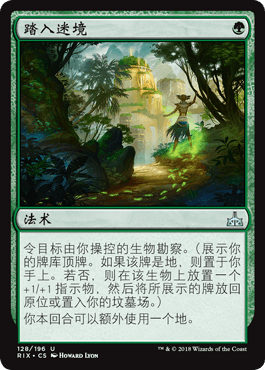 踏入迷境
法术
令目标由你操控的生物勘察。（展示你
的牌库顶牌。如果该牌是地，则置于你
手上。若否，则在该生物上放置一个
+1/+1 指示物，然后将所展示的牌放回
原位或置入你的坟墓场。）
你本回合可以额外使用一个地。
128/196 U
RIX • CS Howard Lyon
™ & © 2018 Wizards of the Coast